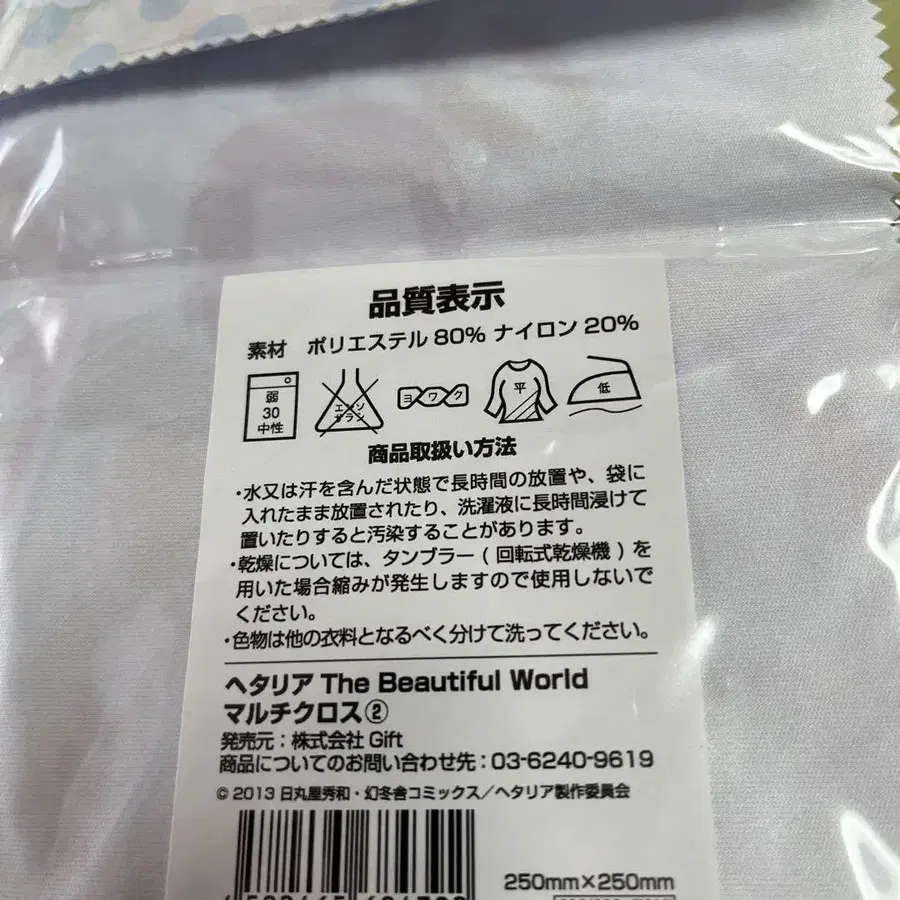 品質表示
素材 ポリエステル 80% ナイロン 20%
弱
30
中性
エンソ
サラシ
ヨワク
平
低
商品取扱い方法
・水又は汗を含んだ状態で長時間の放置や、袋に
入れたまま放置されたり、洗濯液に長時間浸けて
置いたりすると汚染することがあります。
・乾燥については、タンブラー ( 回転式乾燥機 ) を
用いた場合縮みが発生しますので使用しないで
ください。
・色物は他の衣料となるべく分けて洗ってください。
ヘタリア The Beautiful World
マルチクロス②
発売元：株式会社 Gift
商品についてのお問い合わせ先：03-6240-9619
© 2013 日丸屋秀和・幻冬舎コミックス／ヘタリア製作委員会
250mm×250mm